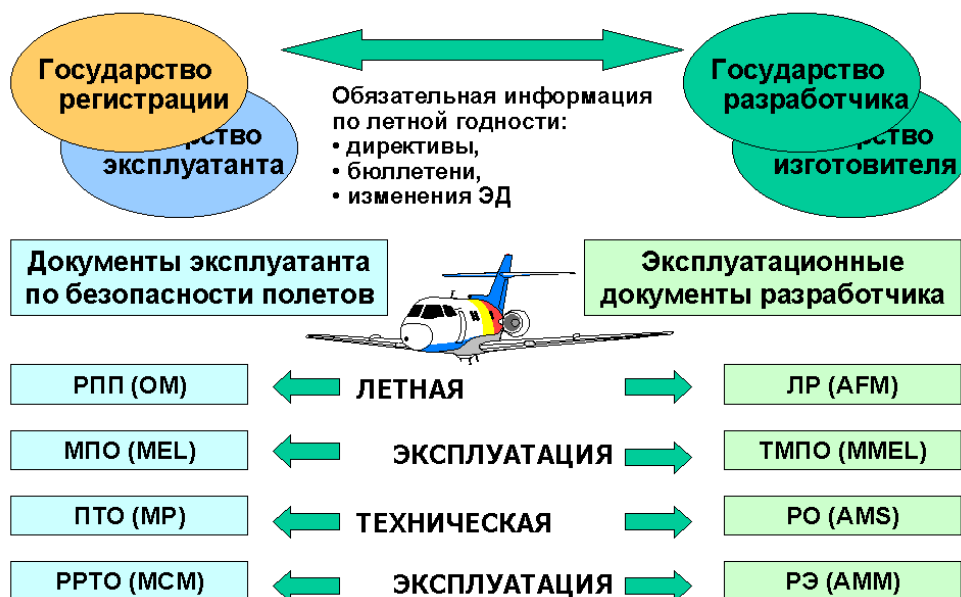 Государство
регистрации
эксплуатанта
Обязательная информация
по летной годности:
• директивы,
• бюллетени,
• изменения ЭД
Государство
разработчика
изготовителя
Документы эксплуатанта
по безопасности полетов
Эксплуатационные
документы разработчика
РПП (OM)
ЛЕТНАЯ
ЛР (AFM)
МПО (MEL)
ЭКСПЛУАТАЦИЯ
ТМПО (MMEL)
ПТО (MP)
ТЕХНИЧЕСКАЯ
РО (AMS)
РРТО (MCM)
ЭКСПЛУАТАЦИЯ
РЭ (AMM)